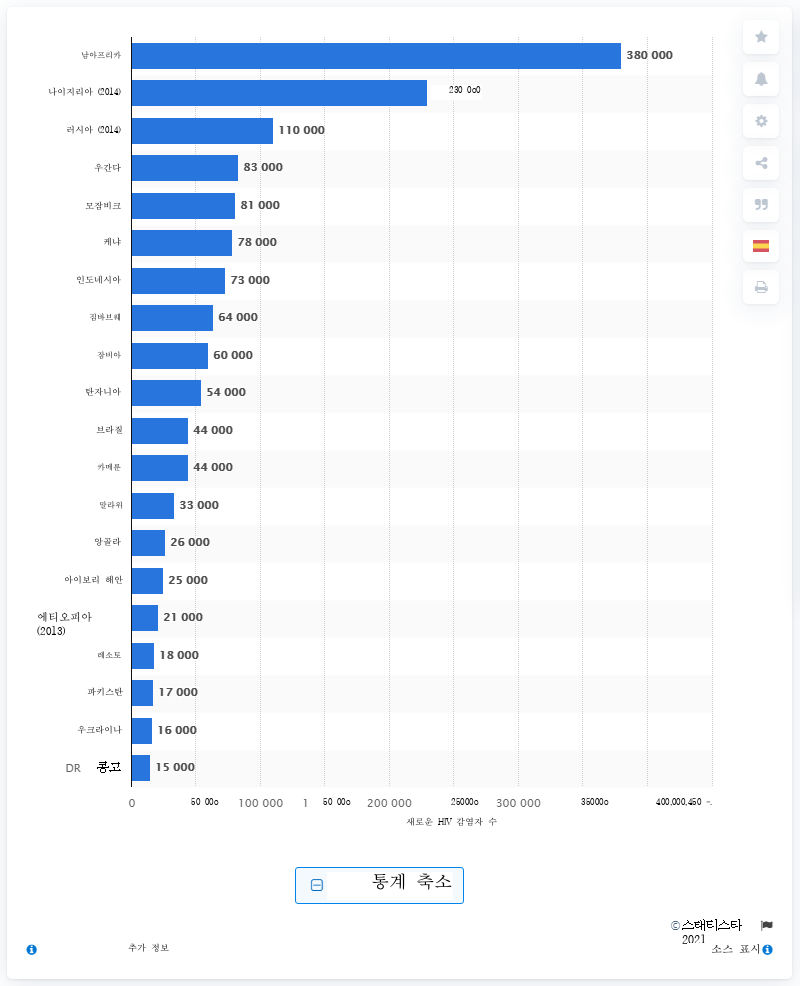 남아프리카 380 000
나이지리아 (2014) 230 0o0
러시아 (2014) 110 000
우간다 83 000
모잠비크 81 000
케냐 78 000
인도네시아 73 000
짐바브웨 64 000
잠비아 60 000
탄자니아 54 000
브라질 44 000
카메룬 44 000
말라위 33 000
앙골라 26 000
아이보리 해안 25 000
에티오피아
(2013) 21 000
레소토 18 000
파키스탄 17 000
우크라이나 16 000
DR 콩고 15 000
0 50 00o 100 000 1 50 00o 200 000 25000o 300 000 35000o 400,000,450
새로운 HIV 감염자 수
통계 축소
©스태티스타
2021
추가 정보 소스 표시